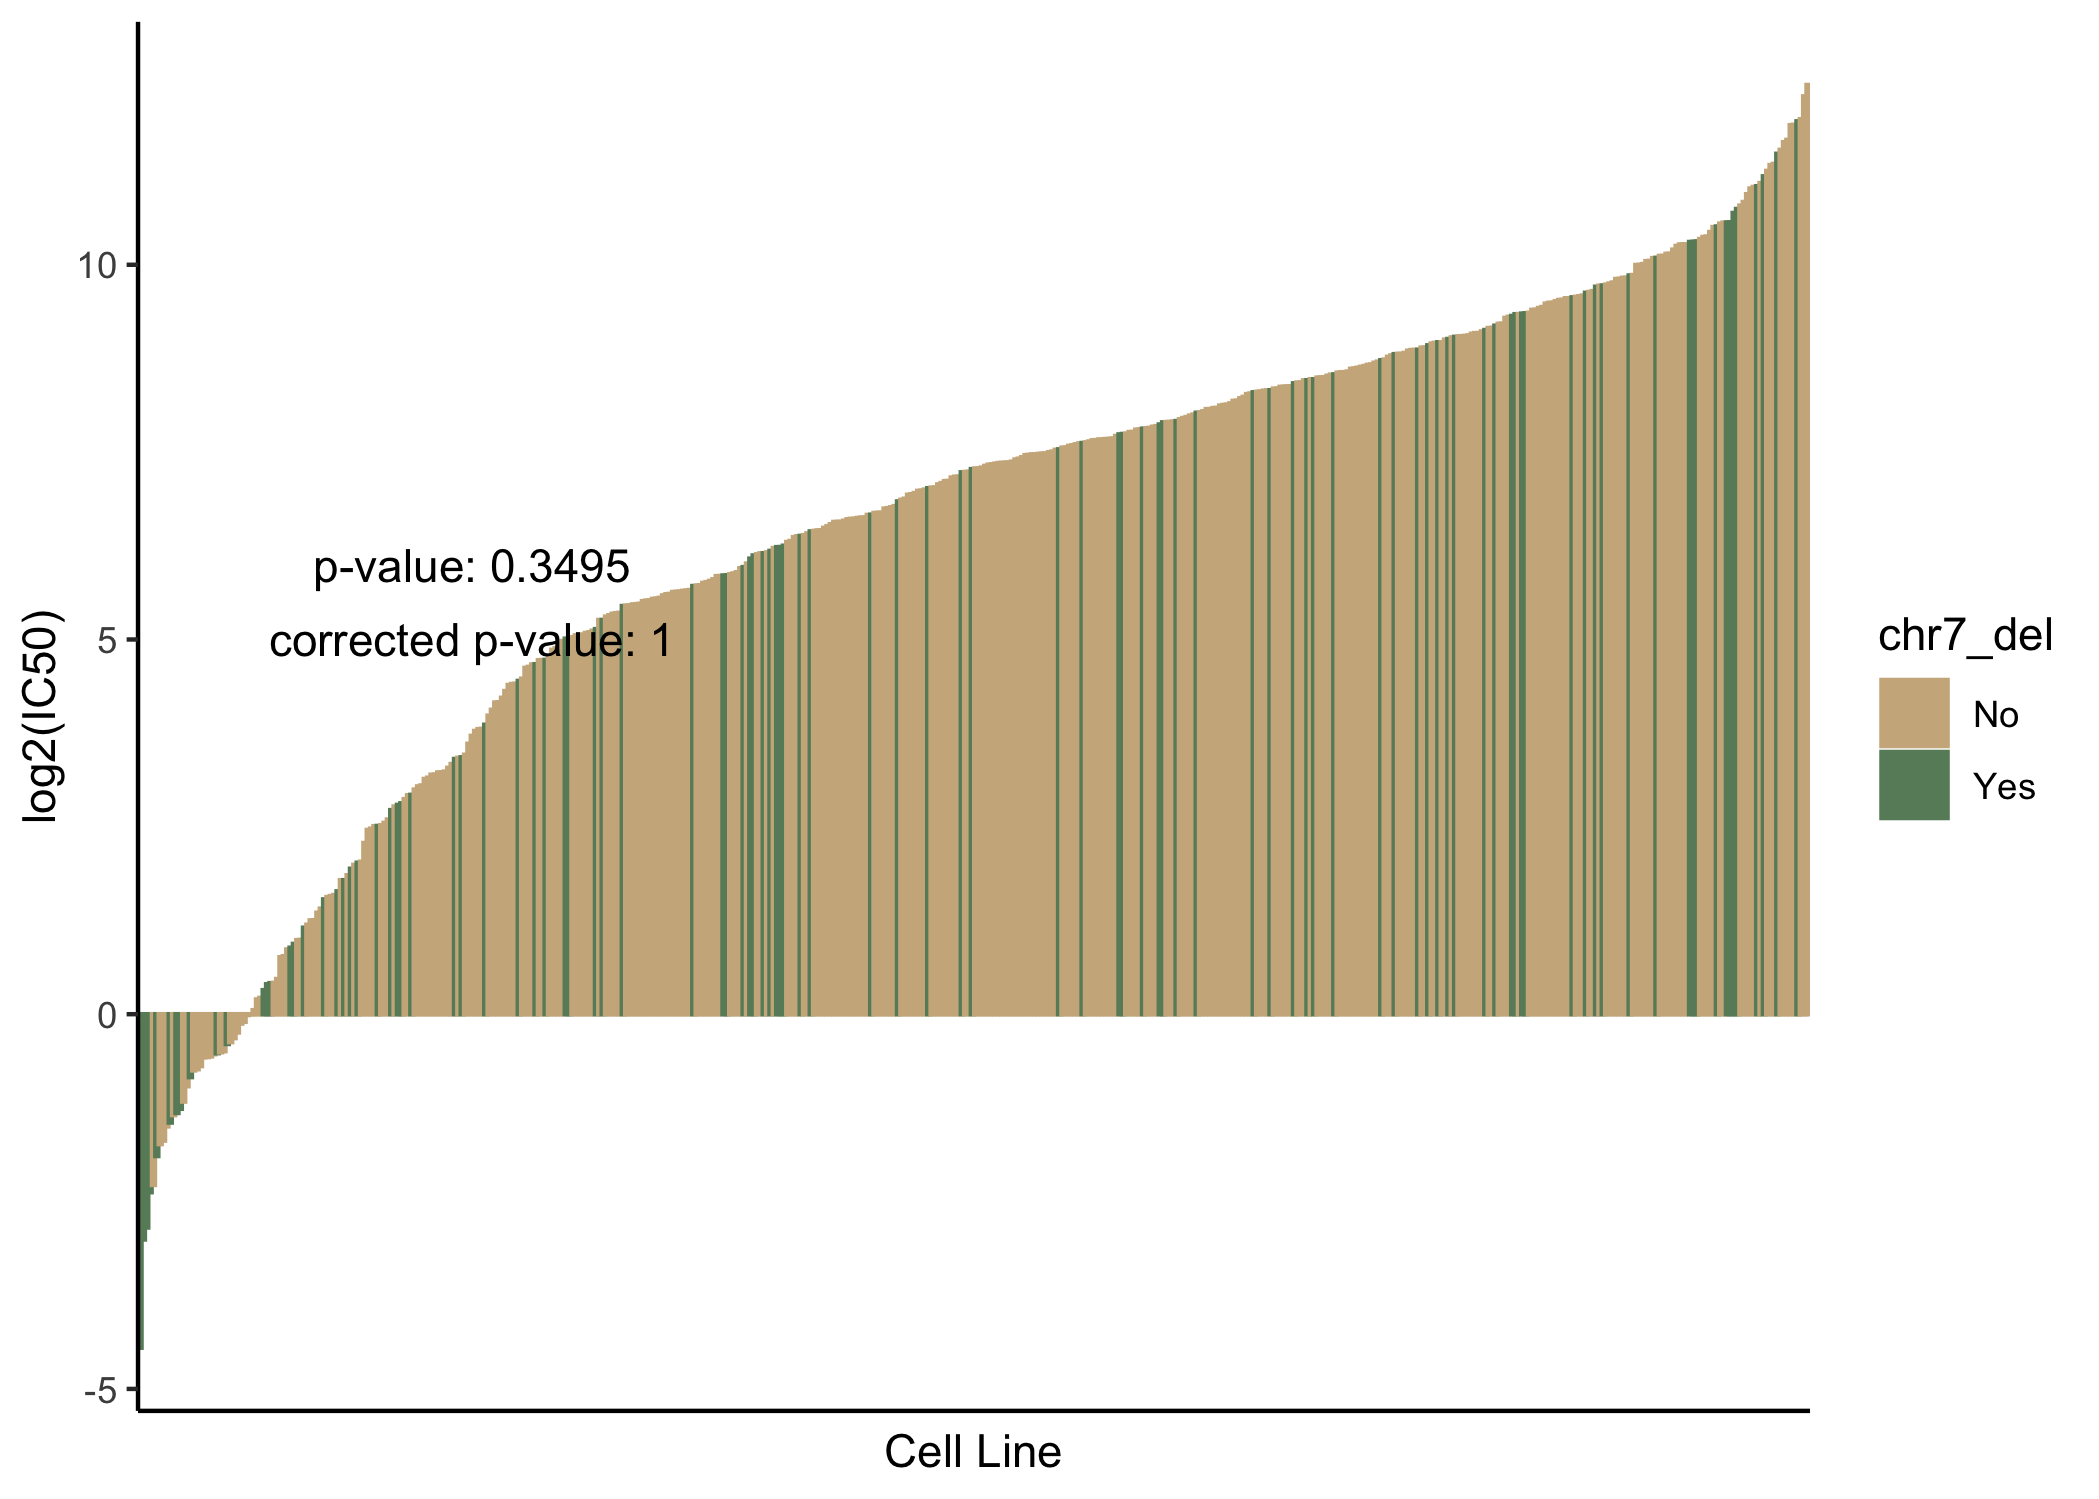 10
5
0
-5
log2(IC50)
p-value: 0.3495
corrected p-value: 1
Cell Line
chr7_del
No
Yes